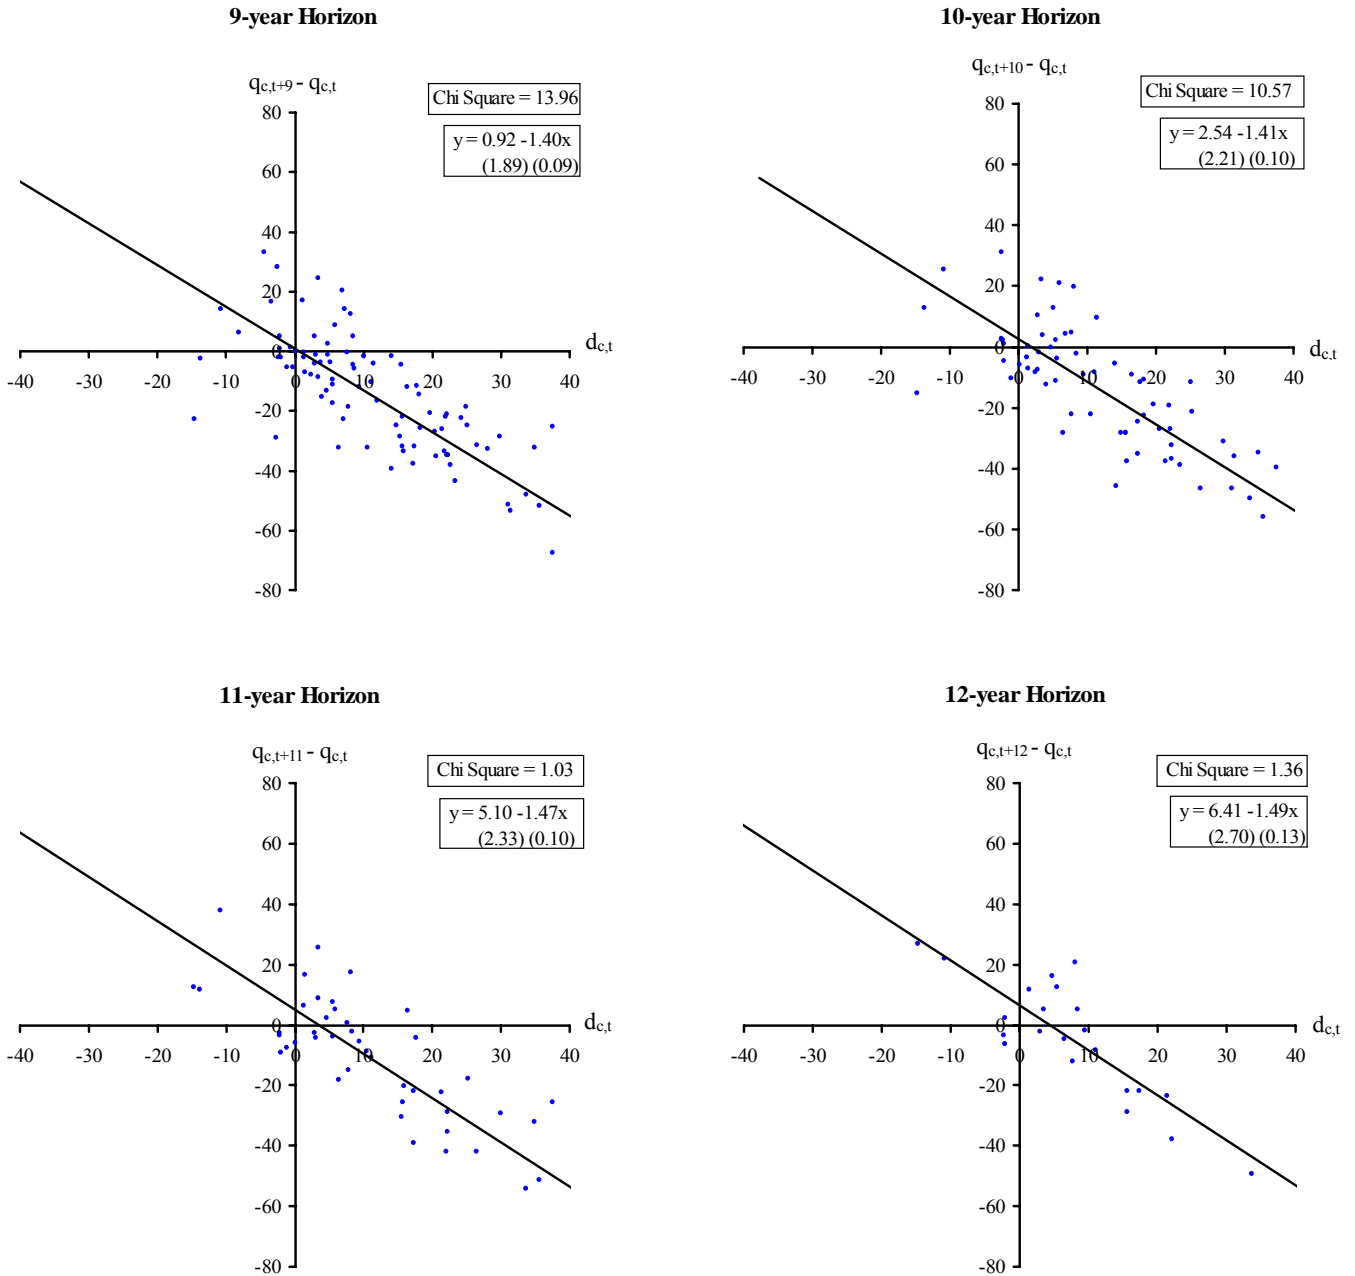 9-year Horizon
q_{c,t+9} - q_{c,t}
Chi Square = 13.96
y = 0.92 -1.40x
(1.89) (0.09)
80
60
40
20
0
-20
-40
-60
-80
-40 -30 -20 -10 0 10 20 30 40
d_{c,t}
10-year Horizon
q_{c,t+10} - q_{c,t}
Chi Square = 10.57
y = 2.54 -1.41x
(2.21) (0.10)
80
60
40
20
0
-20
-40
-60
-80
-40 -30 -20 -10 0 10 20 30 40
d_{c,t}
11-year Horizon
q_{c,t+11} - q_{c,t}
Chi Square = 1.03
y = 5.10 -1.47x
(2.33) (0.10)
80
60
40
20
0
-20
-40
-60
-80
-40 -30 -20 -10 0 10 20 30 40
d_{c,t}
12-year Horizon
q_{c,t+12} - q_{c,t}
Chi Square = 1.36
y = 6.41 -1.49x
(2.70) (0.13)
80
60
40
20
0
-20
-40
-60
-80
-40 -30 -20 -10 0 10 20 30 40
d_{c,t}